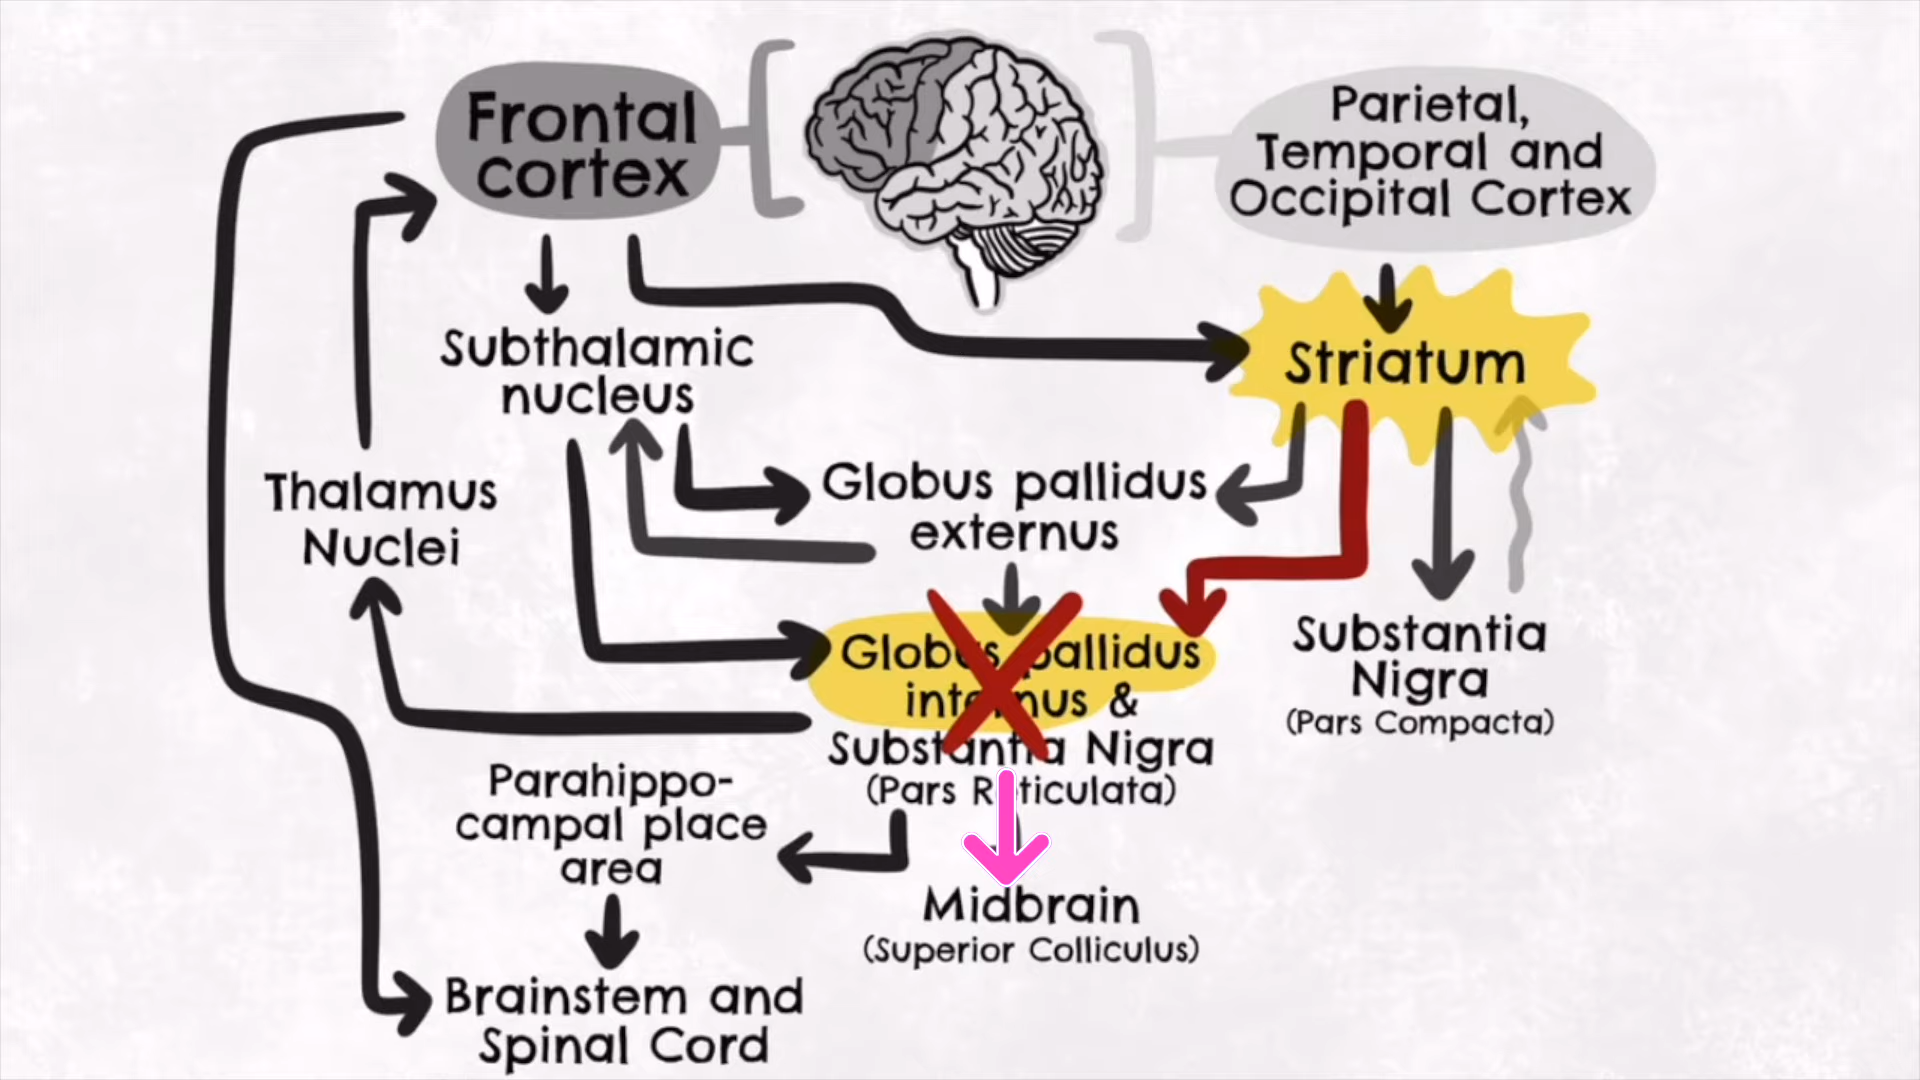 Frontal
cortex
Parietal,
Temporal and
Occipital Cortex
Subthalamic
nucleus
Striatum
Thalamus
Nuclei
Globus pallidus
externus
Globus pallidus
internus &
Substantia Nigra
(Pars Reticulata)
Substantia
Nigra
(Pars Compacta)
Parahippo-
campal place
area
Midbrain
(Superior Colliculus)
Brainstem and
Spinal Cord